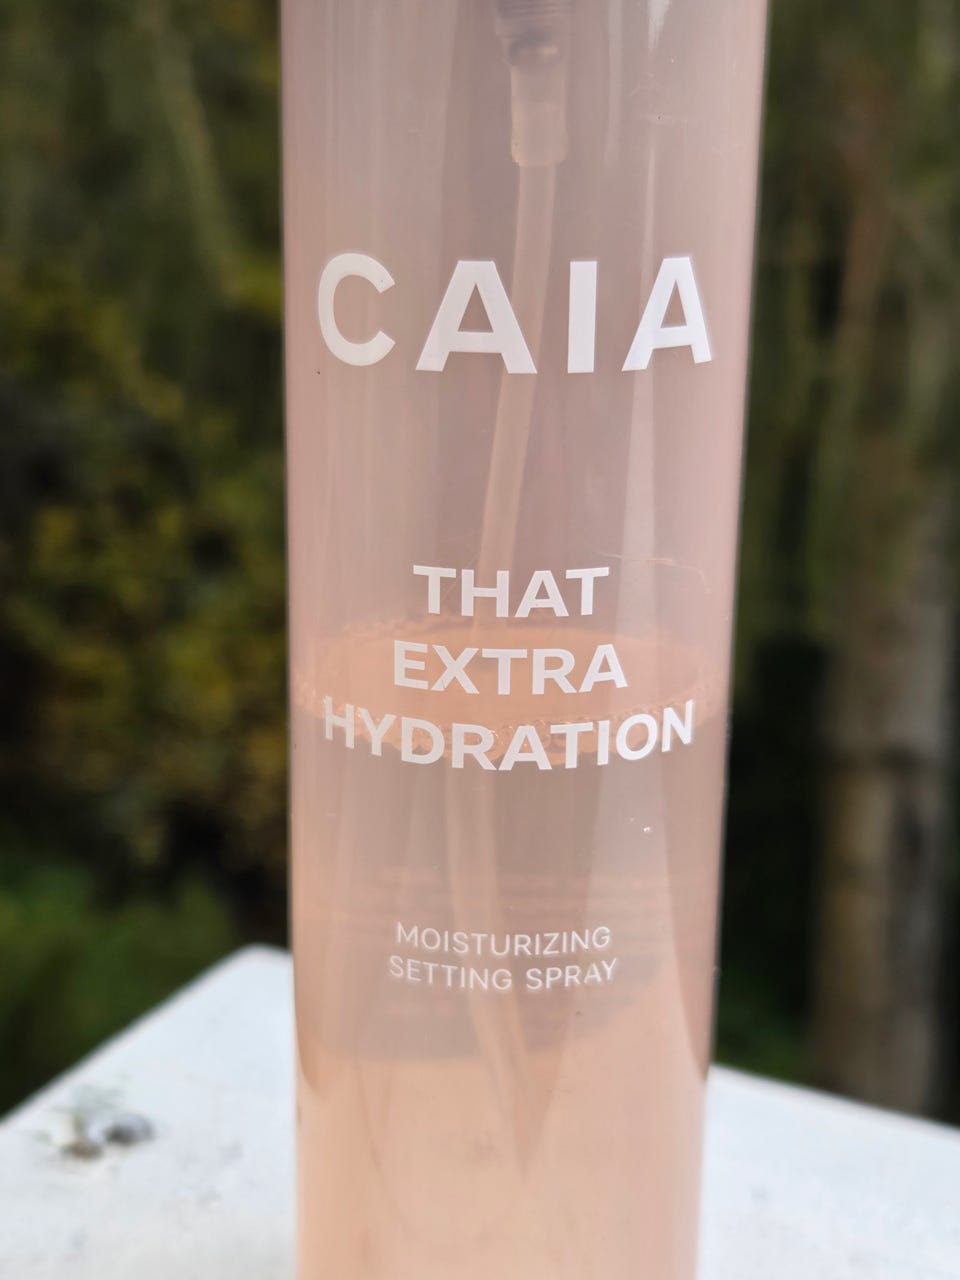 CAIA
THAT
EXTRA
HYDRATION
MOISTURIZING
SETTING SPRAY